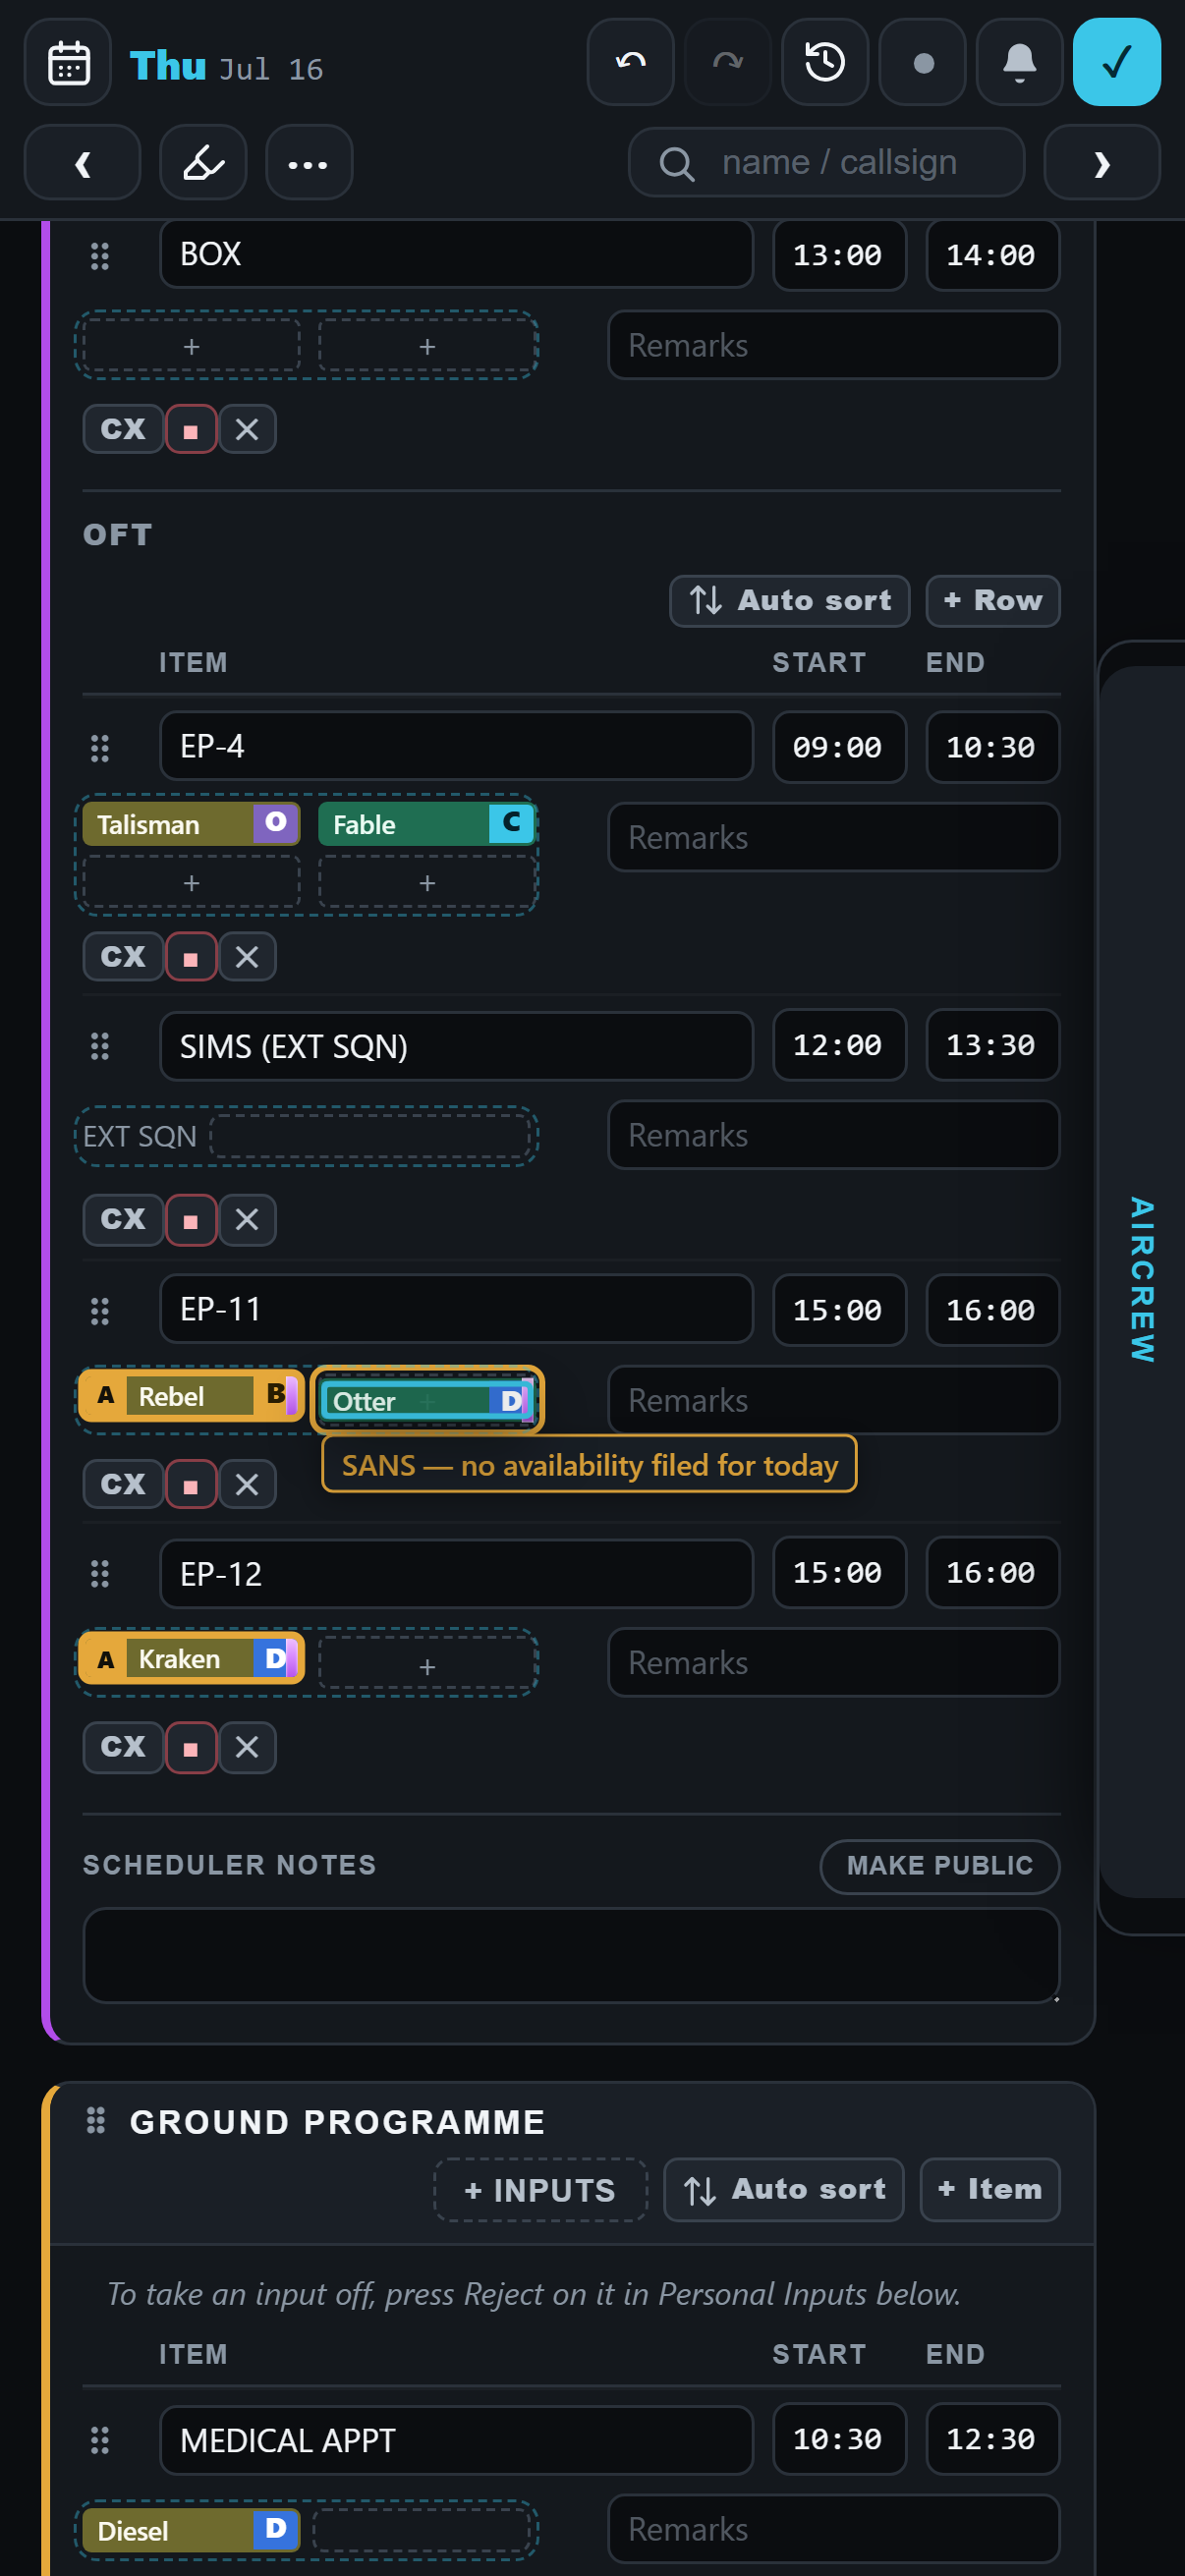 Thu Jul 16
name / callsign
BOX 13:00 14:00
+ + Remarks
CX
OFT
Auto sort + Row
ITEM START END
EP-4 09:00 10:30
Talisman O Fable C Remarks
+ +
CX
SIMS (EXT SQN) 12:00 13:30
EXT SQN Remarks
CX
EP-11 15:00 16:00
A Rebel B Otter + D Remarks
SANS — no availability filed for today
CX
EP-12 15:00 16:00
A Kraken D + Remarks
CX
SCHEDULER NOTES MAKE PUBLIC
AIRCREW
GROUND PROGRAMME
+ INPUTS Auto sort + Item
To take an input off, press Reject on it in Personal Inputs below.
ITEM START END
MEDICAL APPT 10:30 12:30
Diesel D Remarks